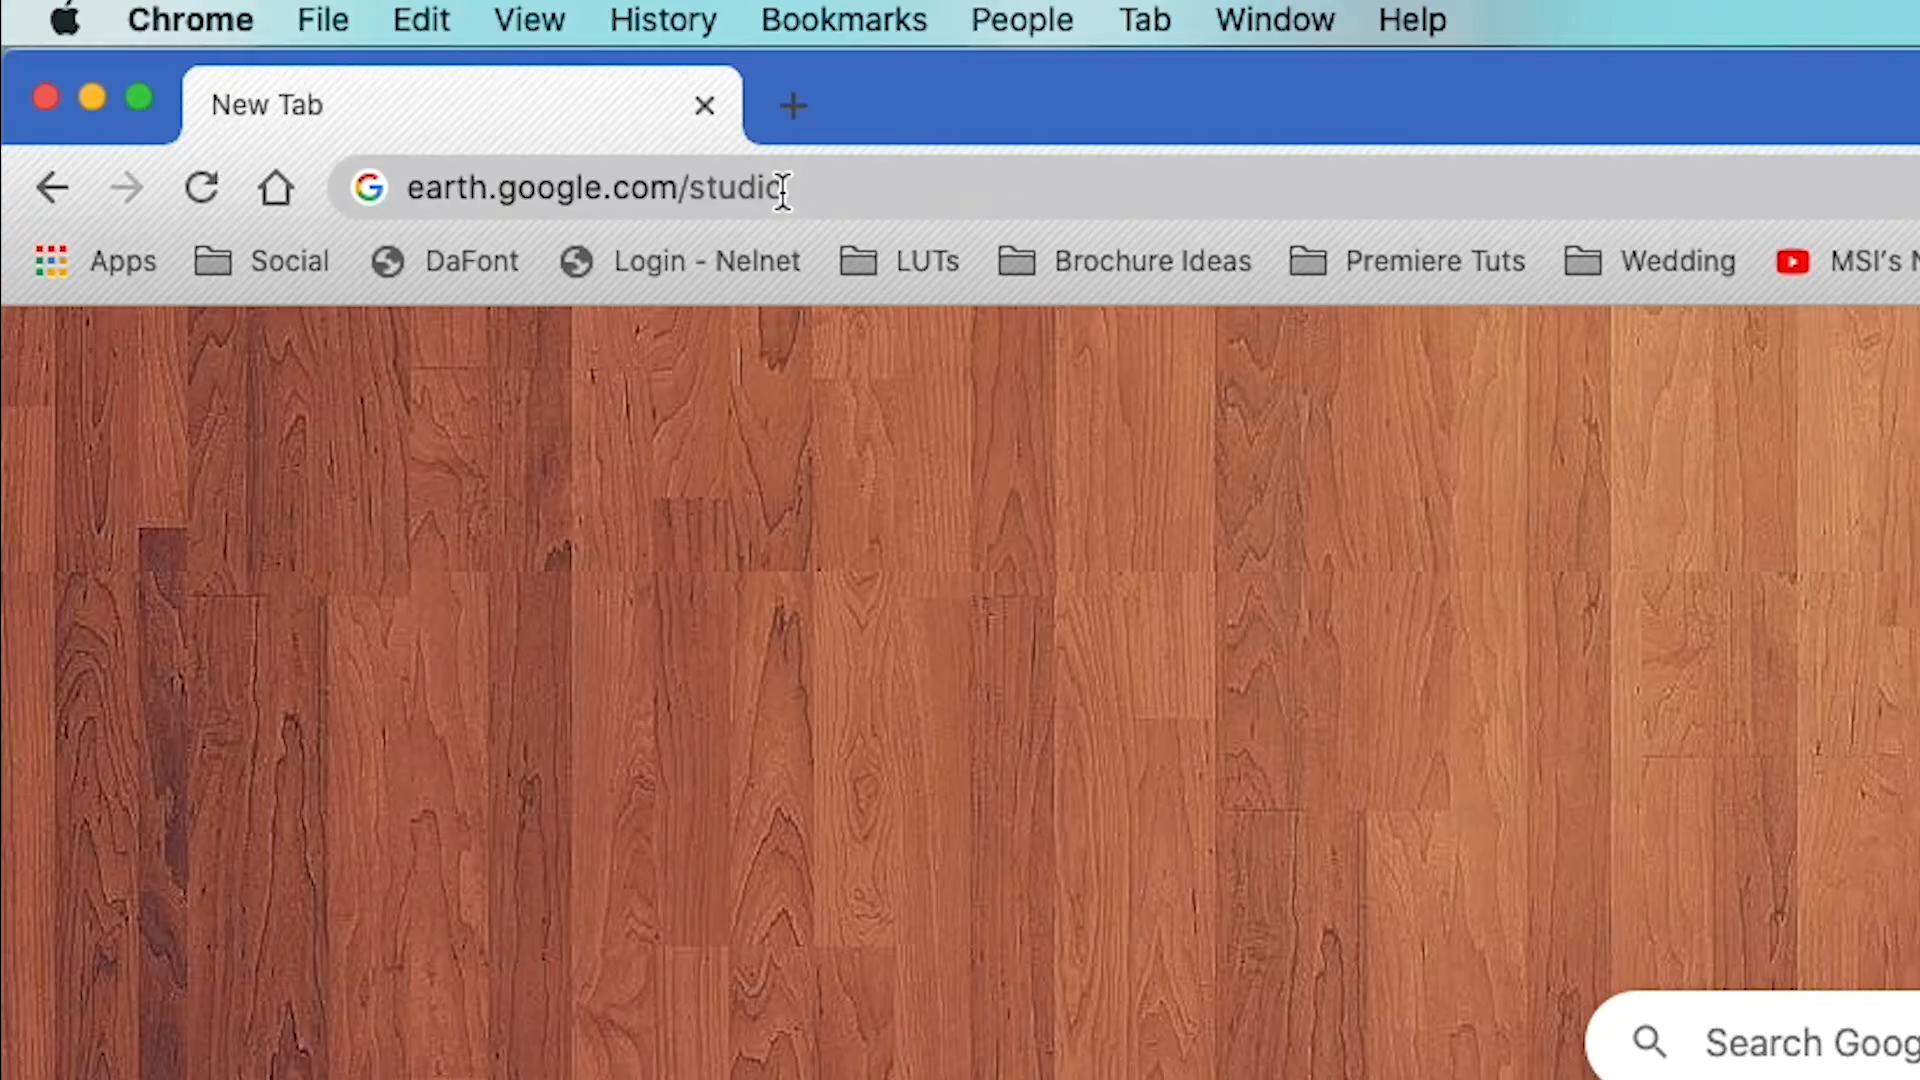 Chrome File Edit View History Bookmarks People Tab Window Help
New Tab
earth.google.com/studio
Apps Social DaFont Login - Nelnet LUTs Brochure Ideas Premiere Tuts Wedding MSI's
Search Goog